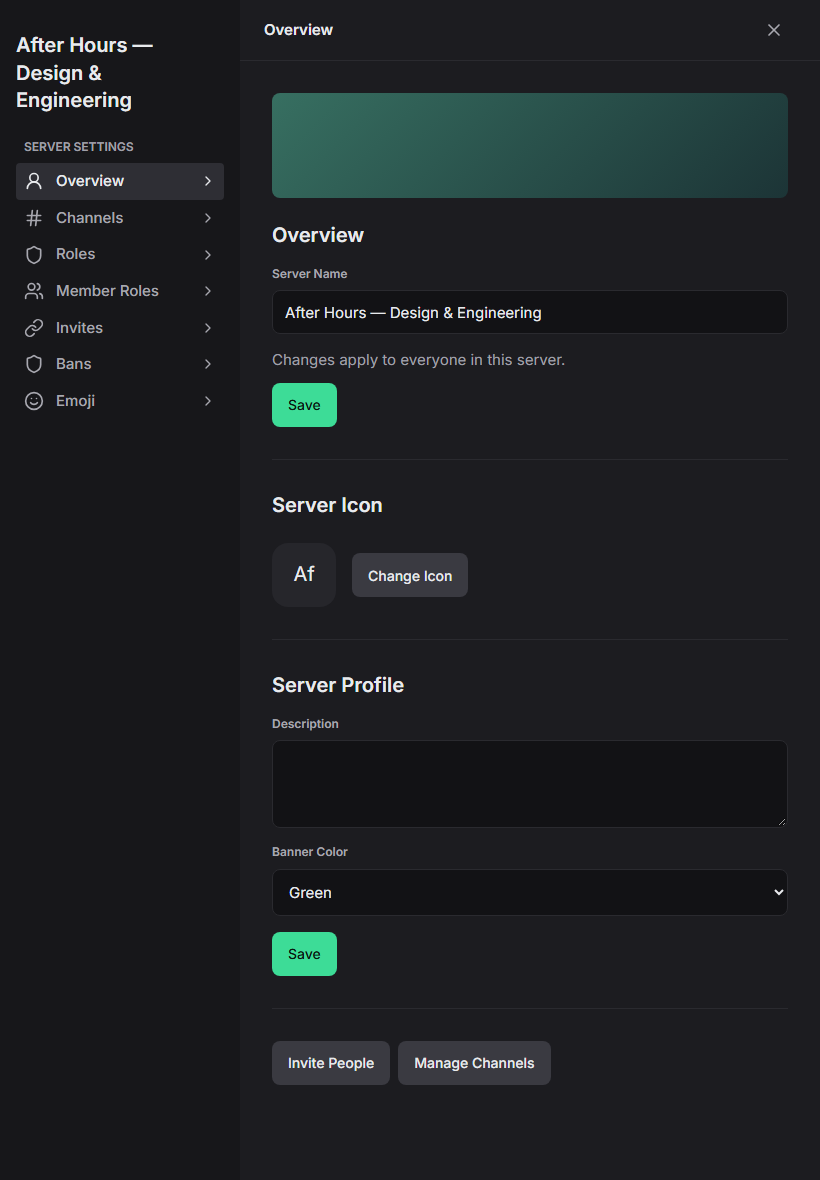 After Hours —
Design &
Engineering
SERVER SETTINGS
Overview
Channels
Roles
Member Roles
Invites
Bans
Emoji
Overview
Overview
Server Name
After Hours — Design & Engineering
Changes apply to everyone in this server.
Save
Server Icon
Af
Change Icon
Server Profile
Description
Banner Color
Green
Save
Invite People
Manage Channels